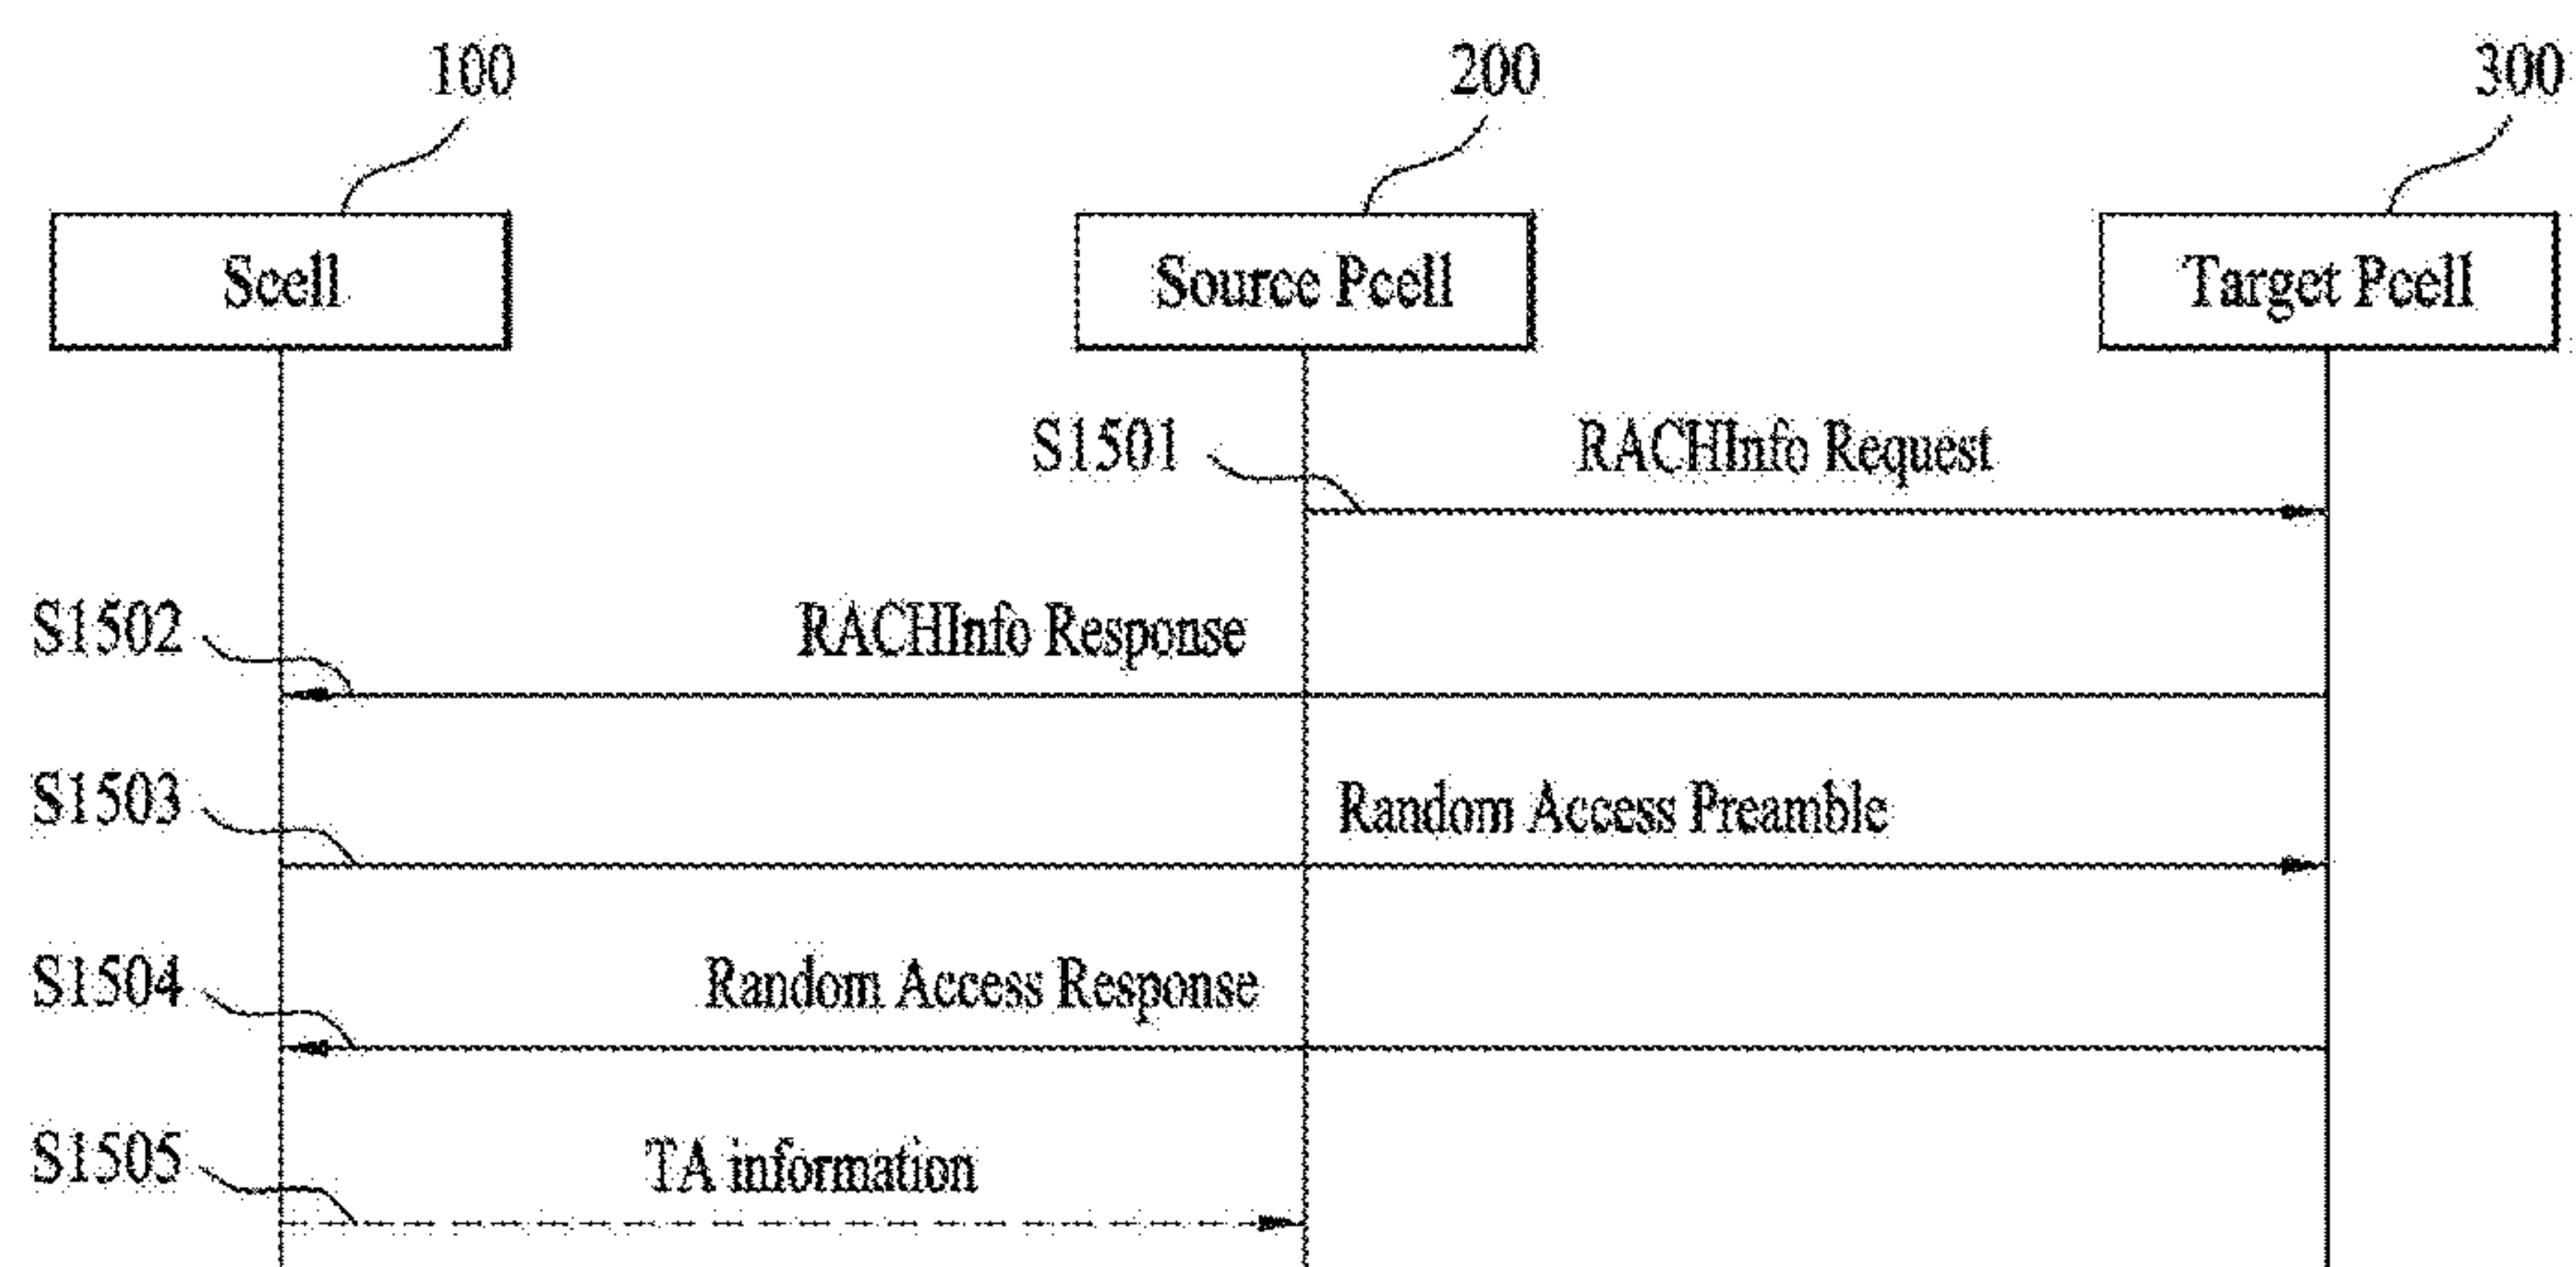 100
200
300
Scell
Source Pcell
Target Pcell
S1501
RACHInfo Request
S1502
RACHInfo Response
S1503
Random Access Preamble
S1504
Random Access Response
S1505
TA information